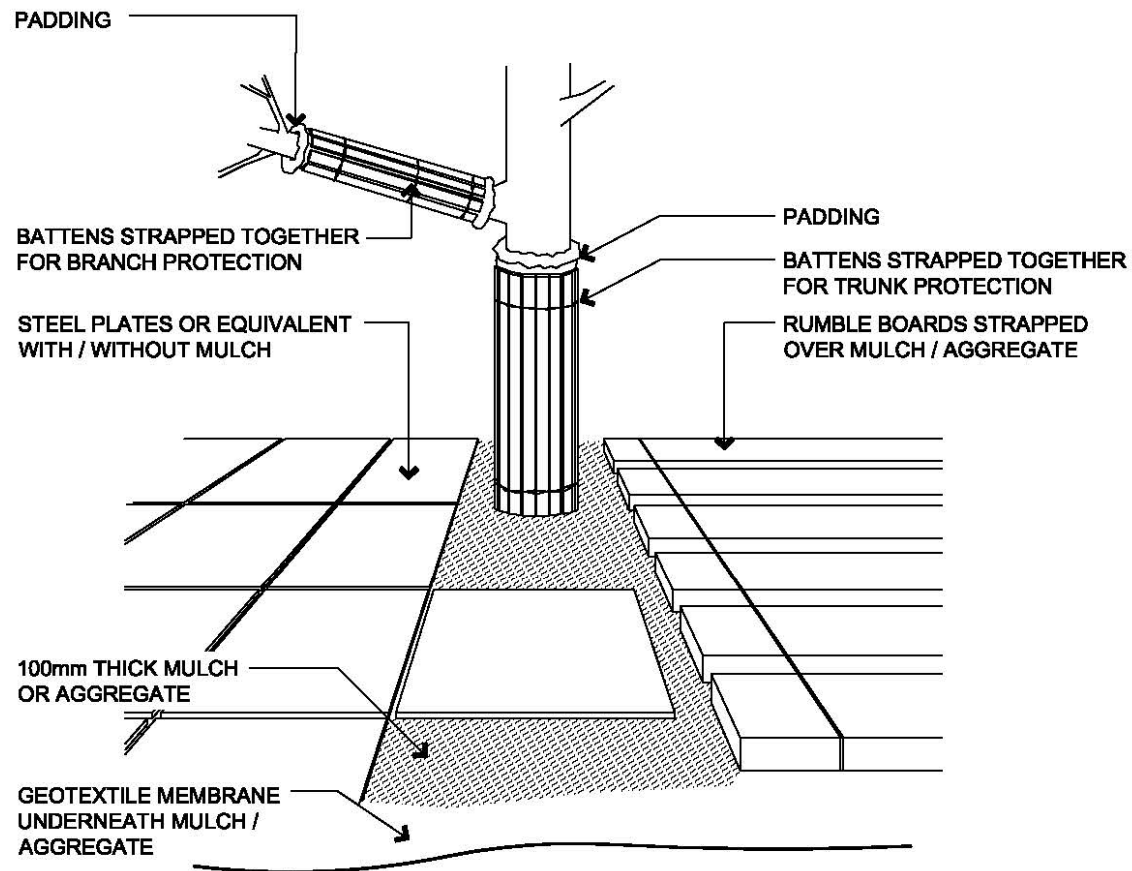 PADDING
BATTENS STRAPPED TOGETHER
FOR BRANCH PROTECTION
STEEL PLATES OR EQUIVALENT
WITH / WITHOUT MULCH
100mm THICK MULCH
OR AGGREGATE
GEOTEXTILE MEMBRANE
UNDERNEATH MULCH /
AGGREGATE
PADDING
BATTENS STRAPPED TOGETHER
FOR TRUNK PROTECTION
RUMBLE BOARDS STRAPPED
OVER MULCH / AGGREGATE